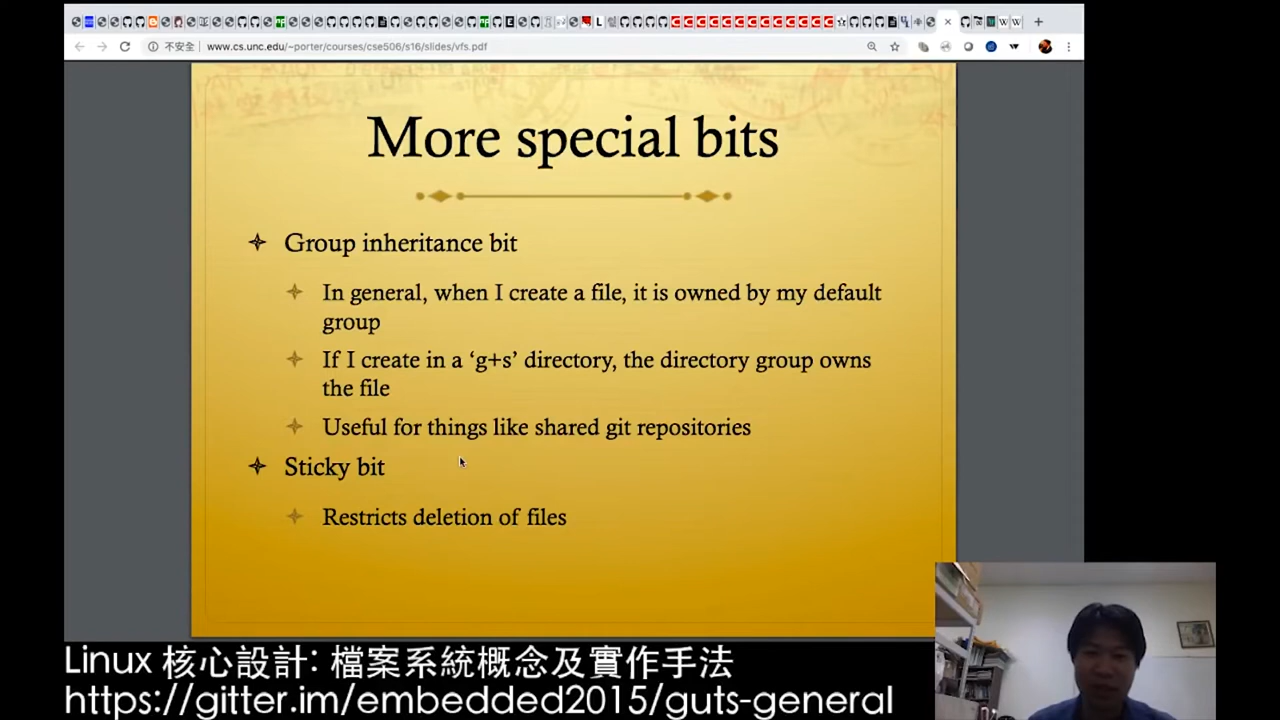 不安全
www.cs.unc.edu/~porter/courses/cse506/s16/slides/vfs.pdf
More special bits
Group inheritance bit
In general, when I create a file, it is owned by my default
group
If I create in a ‘g+s’ directory, the directory group owns
the file
Useful for things like shared git repositories
Sticky bit
Restricts deletion of files
Linux 核心設計: 檔案系統概念及實作手法
https://gitter.im/embedded2015/guts-general